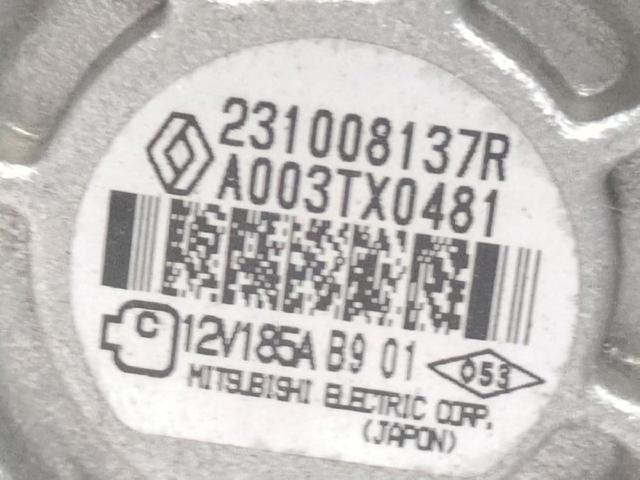 231008137R
A003TX0481
C 12V185A B9 01 053
MITSUBISHI ELECTRIC CORP.
(JAPON)